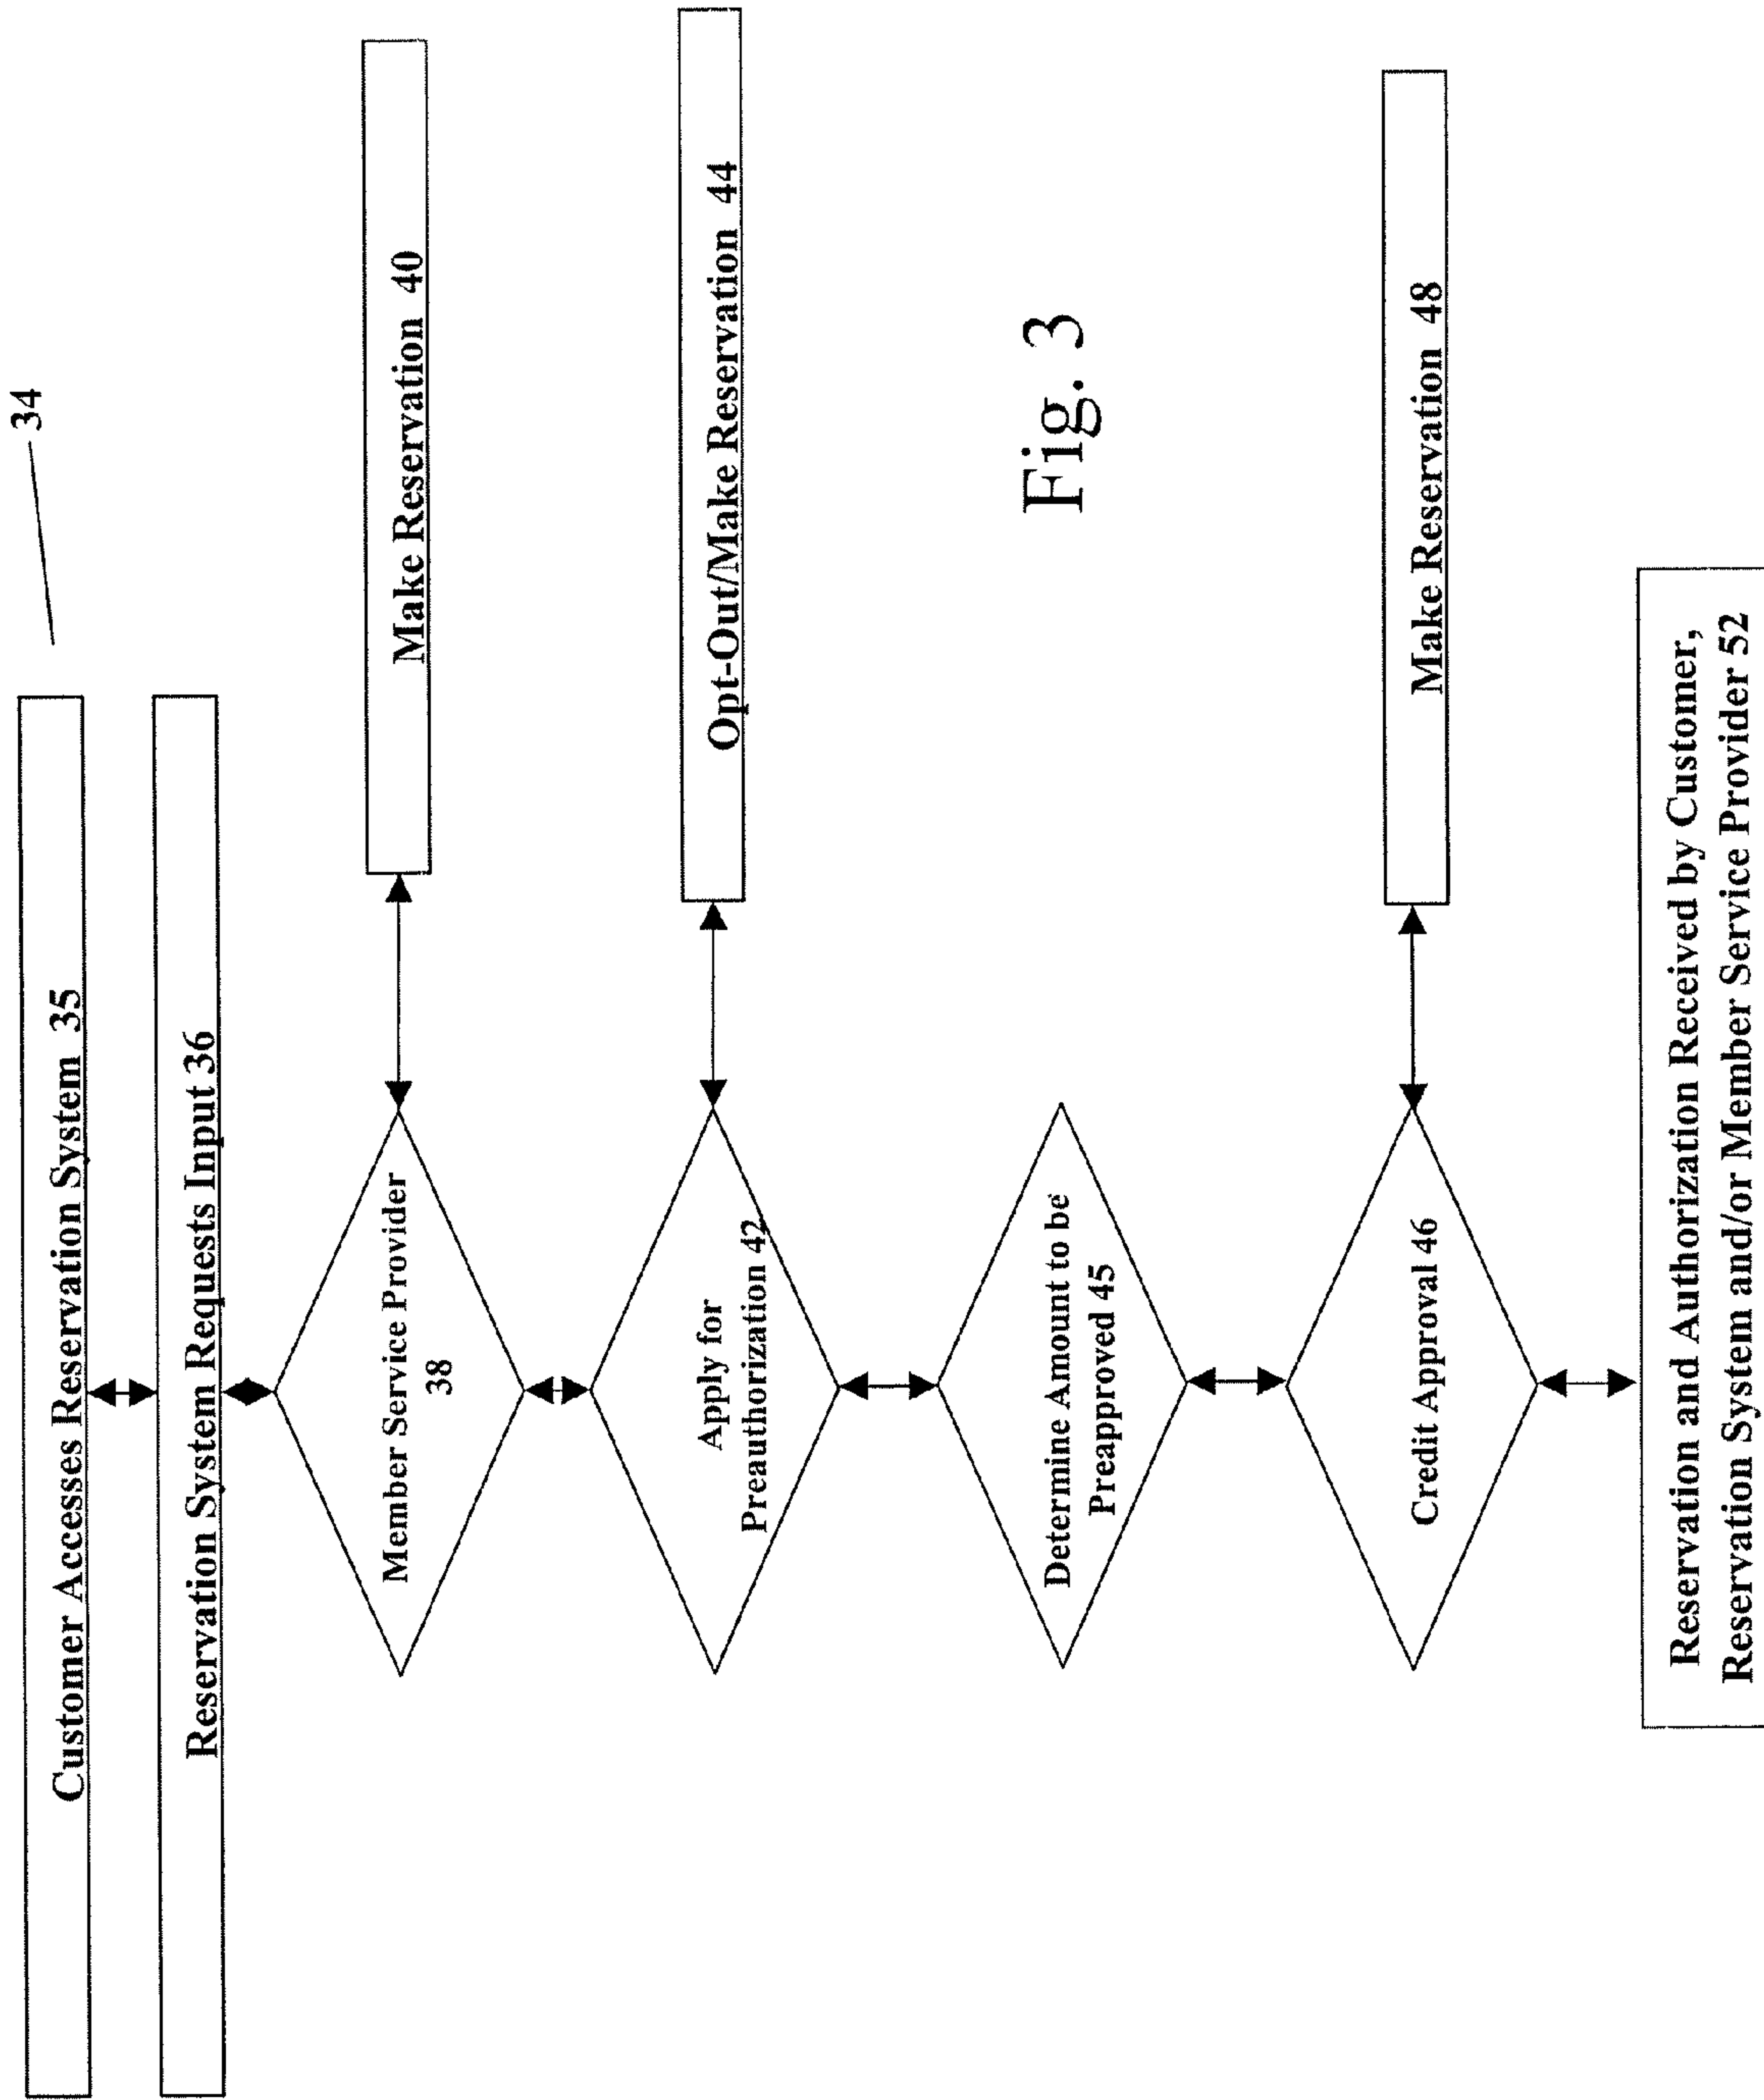 34
Customer Accesses Reservation System 35
Reservation System Requests Input 36
Member Service Provider
38
Make Reservation 40
Apply for
Preauthorization 42
Opt-Out/Make Reservation 44
Determine Amount to be
Preapproved 45
Fig. 3
Credit Approval 46
Make Reservation 48
Reservation and Authorization Received by Customer,
Reservation System and/or Member Service Provider 52